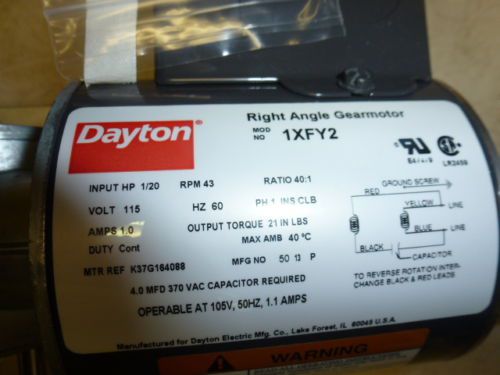 Right Angle Gearmotor
Dayton
MOD NO 1XFY2
INPUT HP 1/20 RPM 43 RATIO 40:1
VOLT 115 HZ 60 PH 1 INS CLB
AMPS 1.0 OUTPUT TORQUE 21 IN LBS
DUTY Cont MAX AMB 40 °C
MTR REF K37G164088 MFG NO 50 13 P
4.0 MFD 370 VAC CAPACITOR REQUIRED
OPERABLE AT 105V, 50HZ, 1.1 AMPS
LR2459
GROUND SCREW
RED
YELLOW
LINE
BLUE
LINE
BLACK
CAPACITOR
TO REVERSE ROTATION INTER-
CHANGE BLACK & RED LEADS
Manufactured for Dayton Electric Mfg. Co., Lake Forest, IL 60045 U.S.A.
WARNING